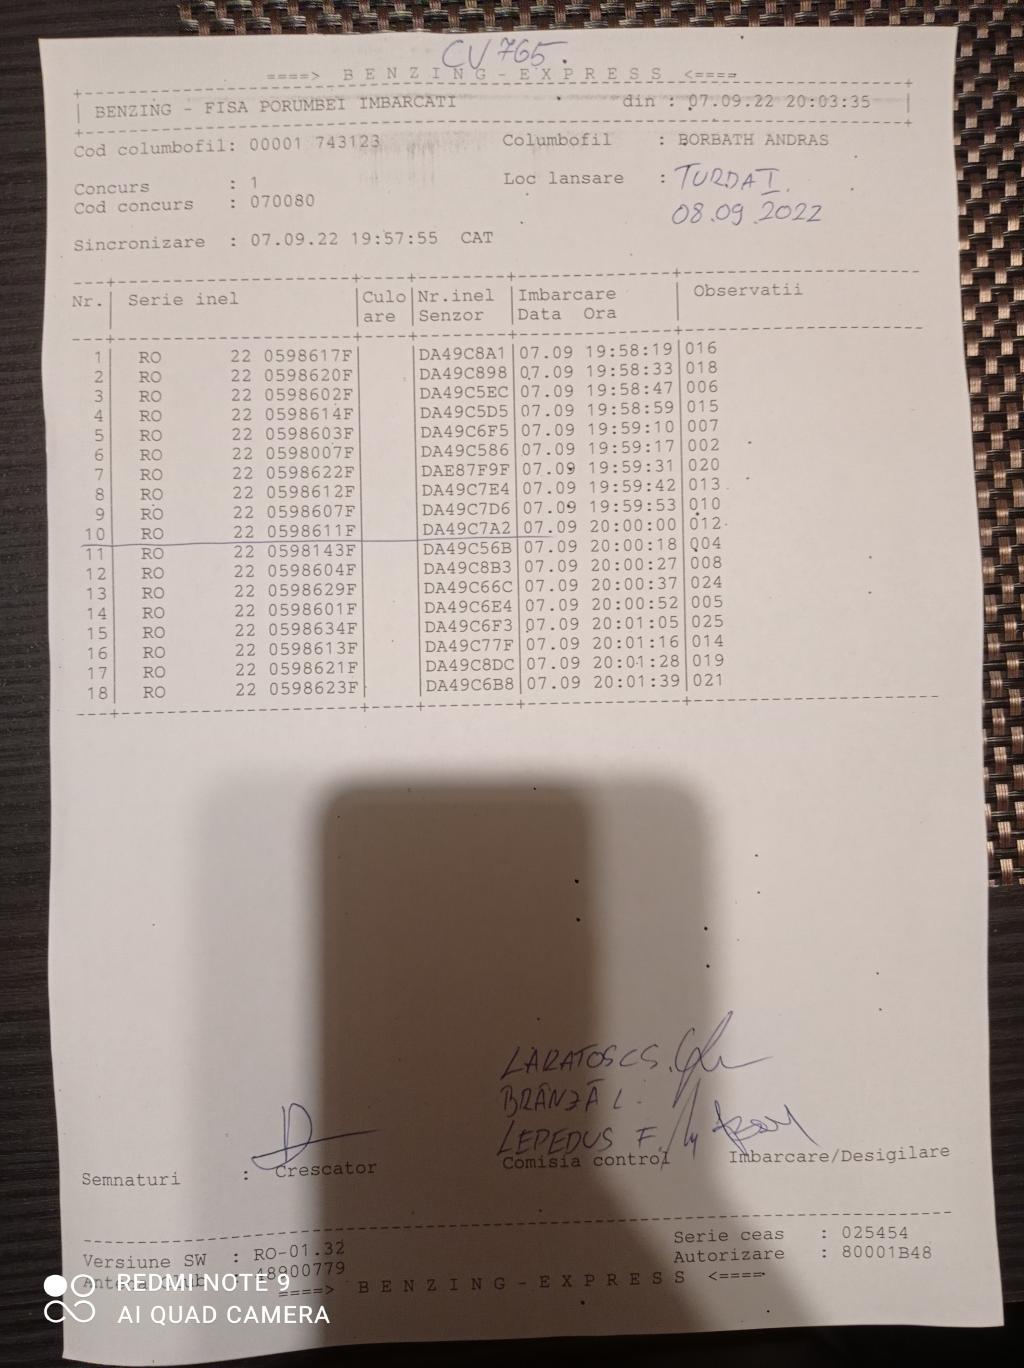 CV 765.
====> B E N Z I N G - E X P R E S S <====
BENZING - FISA PORUMBEI IMBARCATI din : 07.09.22 20:03:35
Cod columbofil: 00001 743123 Columbofil : BORBATH ANDRAS
Concurs : 1 Loc lansare : TURDA I.
Cod concurs : 070080 08.09.2022
Sincronizare : 07.09.22 19:57:55 CAT
Nr. | Serie inel | Culo | Nr.inel | Imbarcare | Observatii
are | Senzor | Data Ora
1 | RO 22 0598617F | | DA49C8A1 | 07.09 19:58:19 | 016
2 | RO 22 0598620F | | DA49C898 | 07.09 19:58:33 | 018
3 | RO 22 0598602F | | DA49C5EC | 07.09 19:58:47 | 006
4 | RO 22 0598614F | | DA49C5D5 | 07.09 19:58:59 | 015
5 | RO 22 0598603F | | DA49C6F5 | 07.09 19:59:10 | 007
6 | RO 22 0598007F | | DA49C586 | 07.09 19:59:17 | 002
7 | RO 22 0598622F | | DAE87F9F | 07.09 19:59:31 | 020
8 | RO 22 0598612F | | DA49C7E4 | 07.09 19:59:42 | 013
9 | RO 22 0598607F | | DA49C7D6 | 07.09 19:59:53 | 010
10 | RO 22 0598611F | | DA49C7A2 | 07.09 20:00:00 | 012
11 | RO 22 0598143F | | DA49C56B | 07.09 20:00:18 | 004
12 | RO 22 0598604F | | DA49C8B3 | 07.09 20:00:27 | 008
13 | RO 22 0598629F | | DA49C66C | 07.09 20:00:37 | 024
14 | RO 22 0598601F | | DA49C6E4 | 07.09 20:00:52 | 005
15 | RO 22 0598634F | | DA49C6F3 | 07.09 20:01:05 | 025
16 | RO 22 0598613F | | DA49C77F | 07.09 20:01:16 | 014
17 | RO 22 0598621F | | DA49C8DC | 07.09 20:01:28 | 019
18 | RO 22 0598623F | | DA49C6B8 | 07.09 20:01:39 | 021
LARATOS CS.
BRÂNZĂ L.
LEPEDUS F.
Semnaturi : Crescator Comisia control Imbarcare/Desigilare
Versiune SW : RO-01.32 Serie ceas : 025454
Antena Club : 48900779 Autorizare : 80001B48
====> B E N Z I N G - E X P R E S S <====
REDMI NOTE 9
AI QUAD CAMERA